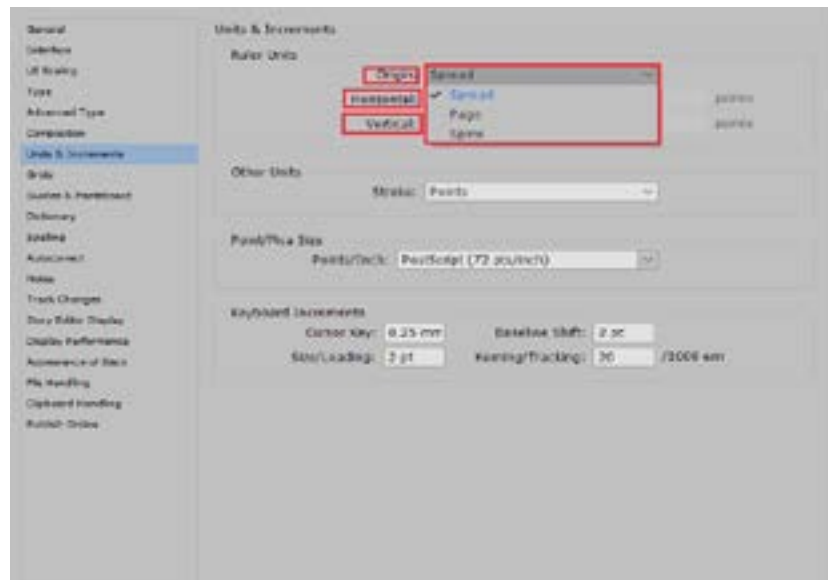 General
Interface
UI Scaling
Type
Advanced Type
Composition
Units & Increments
Grids
Guides & Pasteboard
Dictionary
Spelling
Autocorrect
Notes
Track Changes
Story Editor Display
Display Performance
Appearance of Black
File Handling
Clipboard Handling
Publish Online
Units & Increments
Ruler Units
Origin: Spread
Horizontal: ✓ Spread points
Page
Vertical: points
Spine
Other Units
Stroke: Points
Point/Pica Size
Points/Inch: PostScript (72 pts/inch)
Keyboard Increments
Cursor Key: 0.25 mm Baseline Shift: 2 pt
Size/Leading: 2 pt Kerning/Tracking: 20 /1000 em